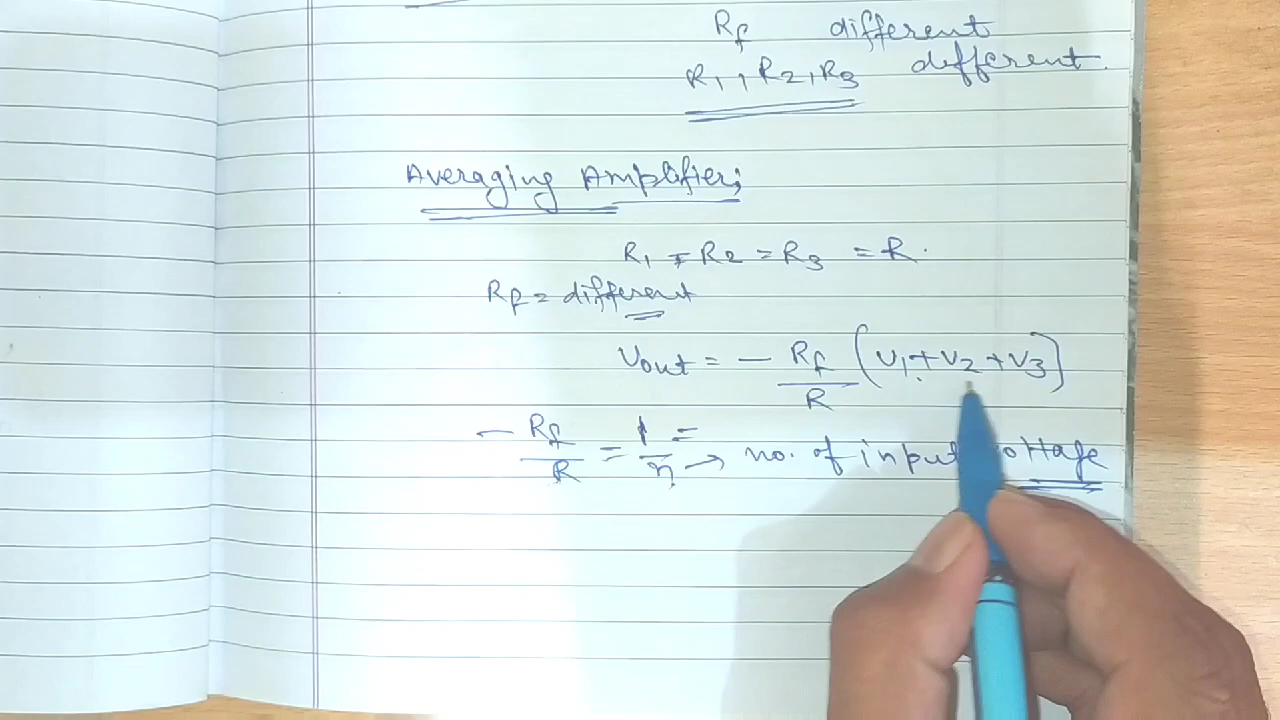 Rf different
R1, R2, R3 different.
Averaging Amplifier;
R1 = R2 = R3 = R.
Rf = different
Vout = - Rf/R (V1+V2+V3)
- Rf/R = 1/n → no. of input voltage